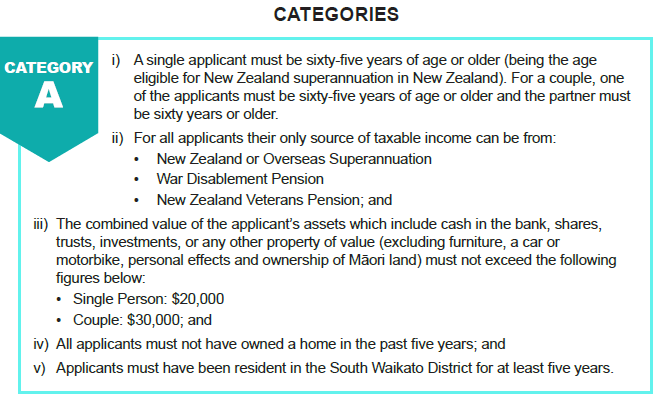 CATEGORIES
CATEGORY
A
i) A single applicant must be sixty-five years of age or older (being the age
eligible for New Zealand superannuation in New Zealand). For a couple, one
of the applicants must be sixty-five years of age or older and the partner must
be sixty years or older.
ii) For all applicants their only source of taxable income can be from:
• New Zealand or Overseas Superannuation
• War Disablement Pension
• New Zealand Veterans Pension; and
iii) The combined value of the applicant's assets which include cash in the bank, shares,
trusts, investments, or any other property of value (excluding furniture, a car or
motorbike, personal effects and ownership of Māori land) must not exceed the following
figures below:
• Single Person: $20,000
• Couple: $30,000; and
iv) All applicants must not have owned a home in the past five years; and
v) Applicants must have been resident in the South Waikato District for at least five years.